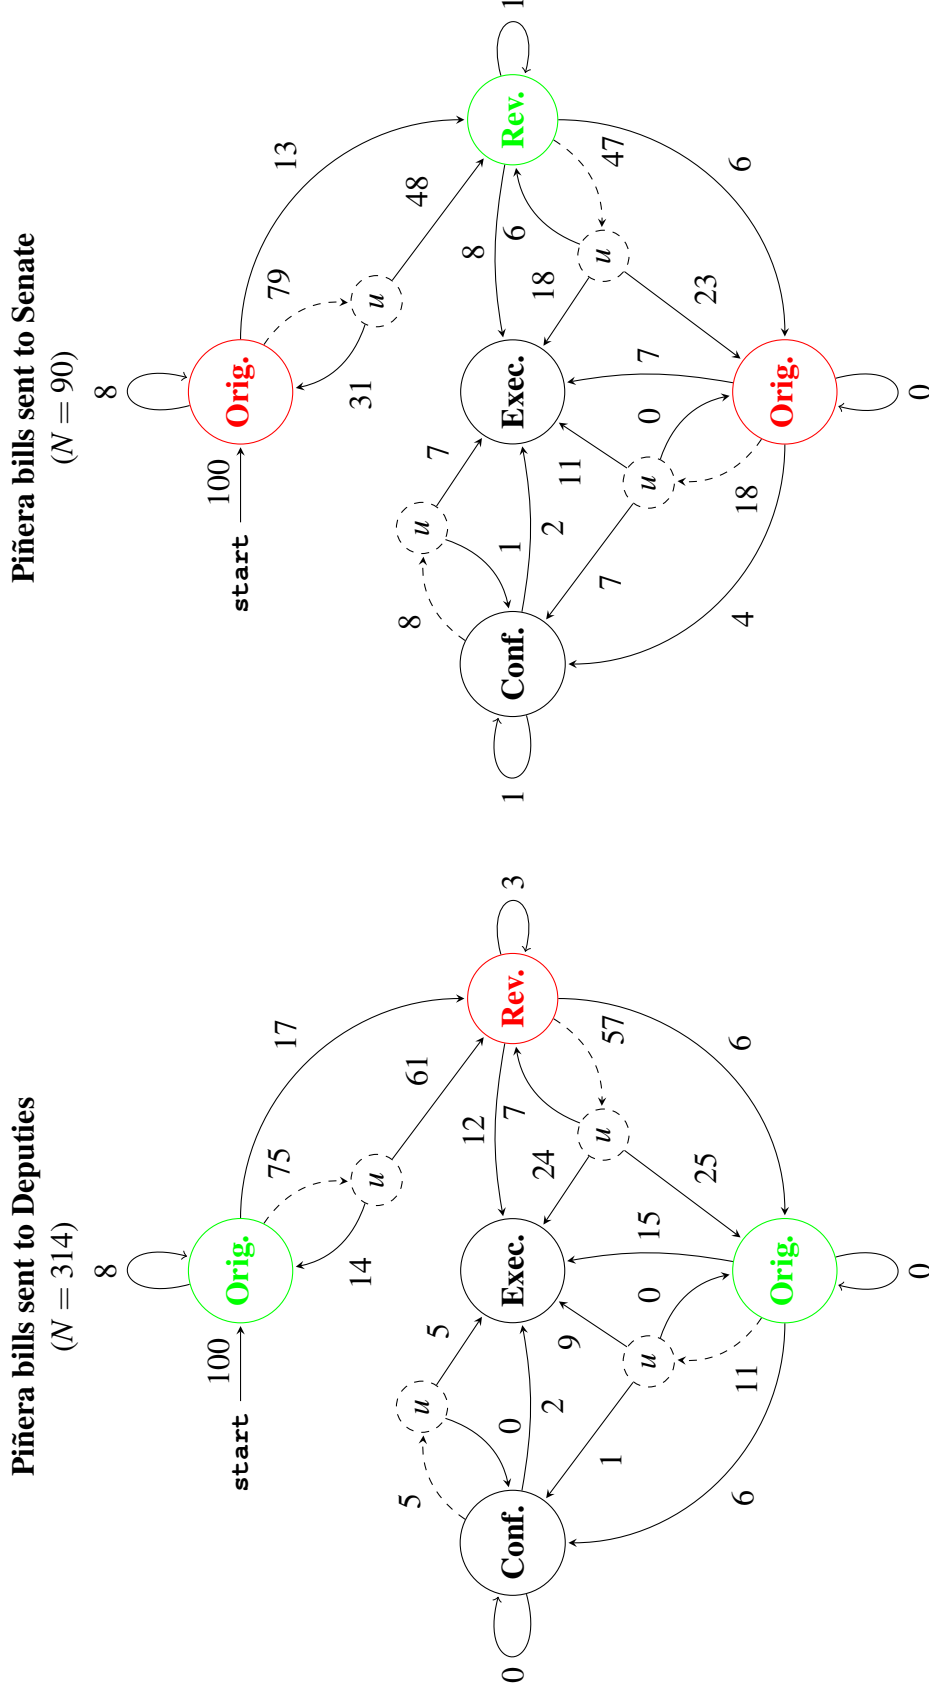 Piñera bills sent to Deputies
(N = 314)
8
100
start
Orig.
75
17
14
u
61
5
u
5
12
0
Conf.
0
Exec.
7
Rev.
3
24
2
9
u
1
57
0
15
u
25
6
11
Orig.
6
0
Piñera bills sent to Senate
(N = 90)
8
100
start
Orig.
79
13
31
u
48
8
u
7
8
1
Conf.
1
Exec.
6
Rev.
1
18
2
11
u
7
47
0
7
u
23
4
18
Orig.
6
0